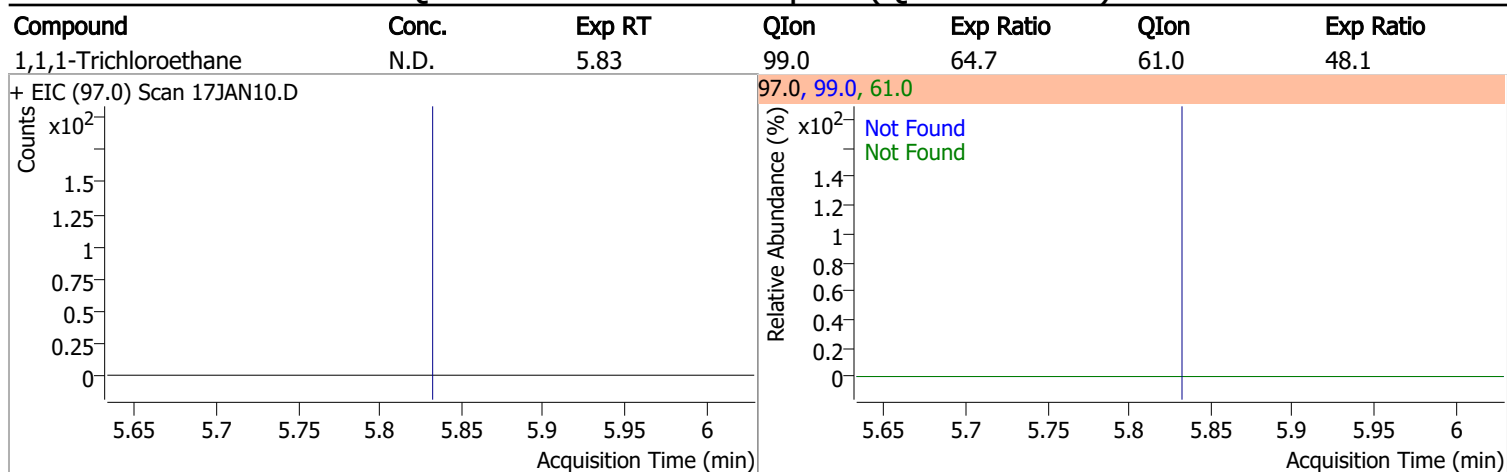 Compound Conc. Exp RT QIon Exp Ratio QIon Exp Ratio
1,1,1-Trichloroethane N.D. 5.83 99.0 64.7 61.0 48.1
+ EIC (97.0) Scan 17JAN10.D
Counts
x10²
1.5
1.25
1
0.75
0.5
0.25
0
5.65 5.7 5.75 5.8 5.85 5.9 5.95 6
Acquisition Time (min)
97.0, 99.0, 61.0
Relative Abundance (%)
x10²
Not Found
Not Found
1.4
1.2
1
0.8
0.6
0.4
0.2
0
5.65 5.7 5.75 5.8 5.85 5.9 5.95 6
Acquisition Time (min)